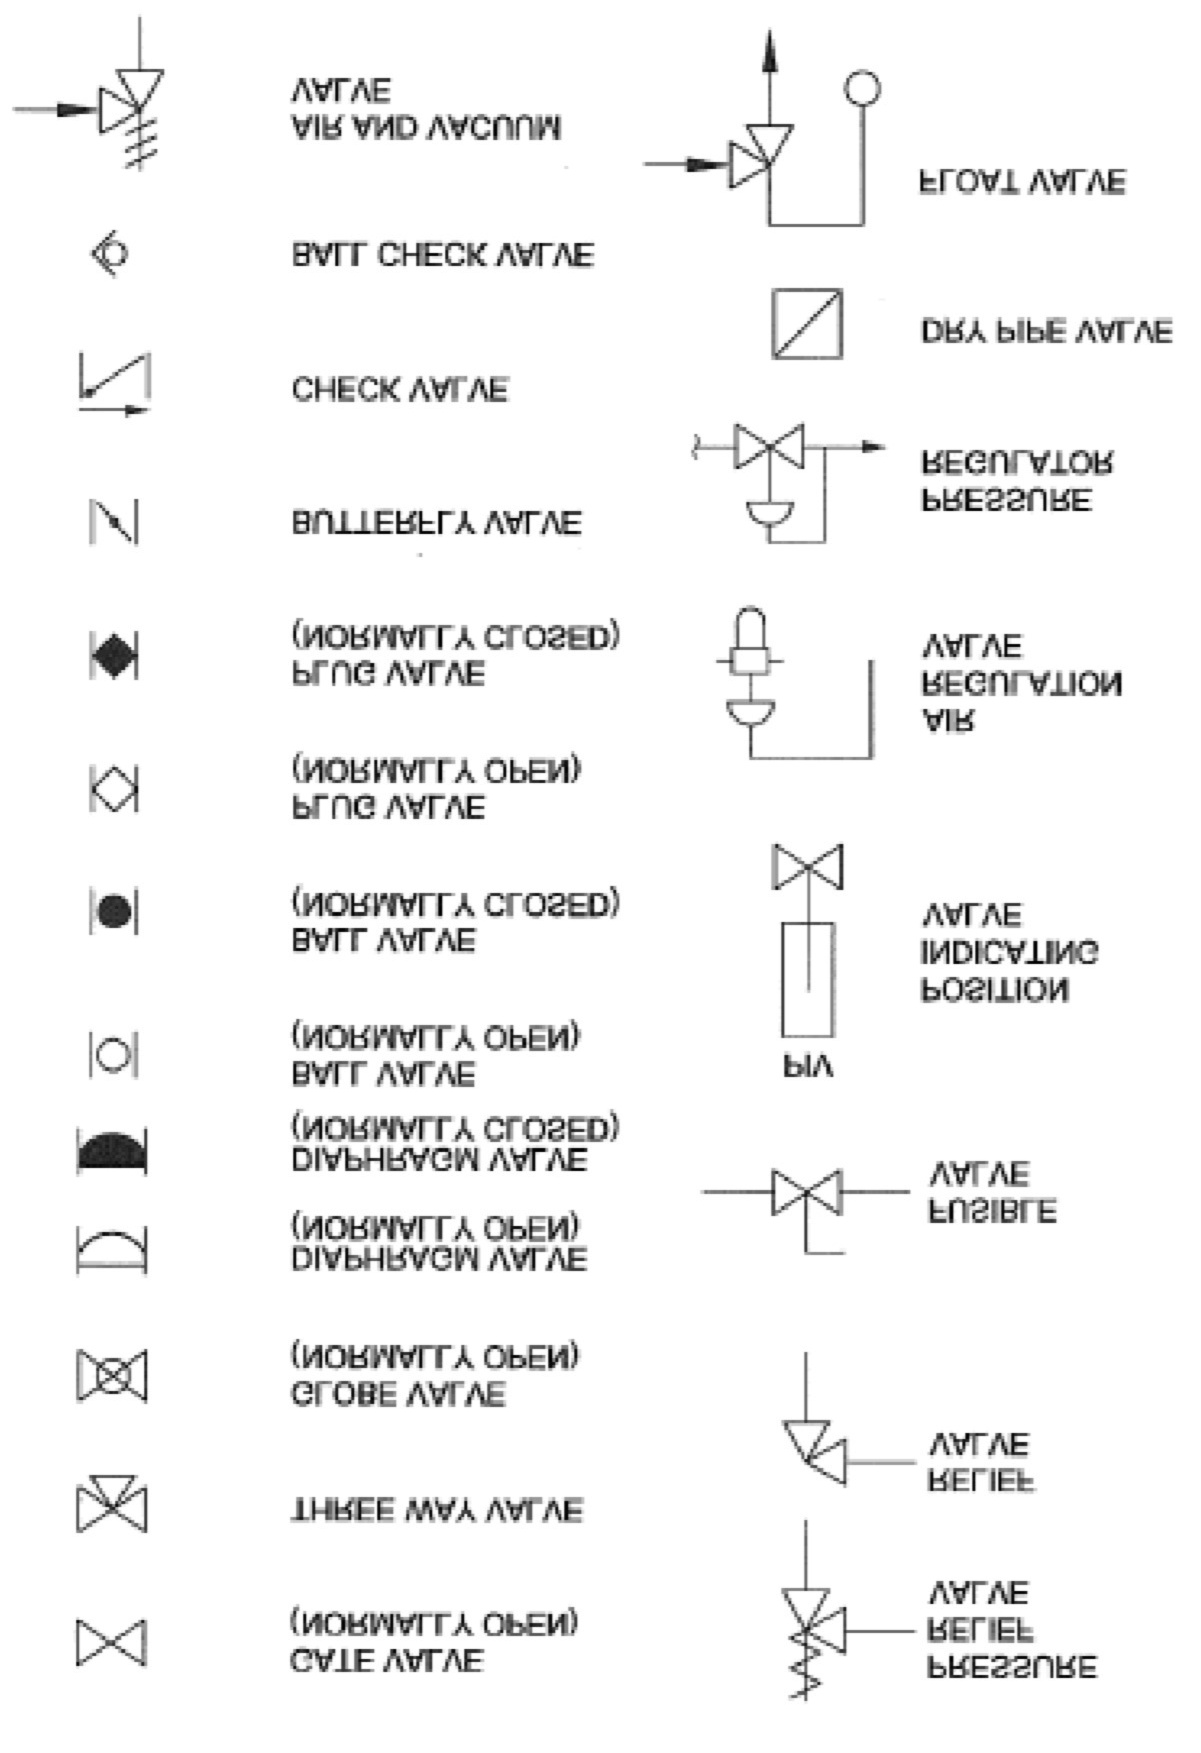 GATE VALVE
(NORMALLY OPEN)
THREE WAY VALVE
GLOBE VALVE
(NORMALLY OPEN)
DIAPHRAGM VALVE
(NORMALLY OPEN)
DIAPHRAGM VALVE
(NORMALLY CLOSED)
BALL VALVE
(NORMALLY OPEN)
BALL VALVE
(NORMALLY CLOSED)
PLUG VALVE
(NORMALLY OPEN)
PLUG VALVE
(NORMALLY CLOSED)
BUTTERFLY VALVE
CHECK VALVE
BALL CHECK VALVE
AIR AND VACUUM
VALVE
PRESSURE
RELIEF
VALVE
RELIEF
VALVE
FUSIBLE
VALVE
PIV
POSITION
INDICATING
VALVE
AIR
REGULATION
VALVE
PRESSURE
REGULATOR
DRY PIPE VALVE
FLOAT VALVE